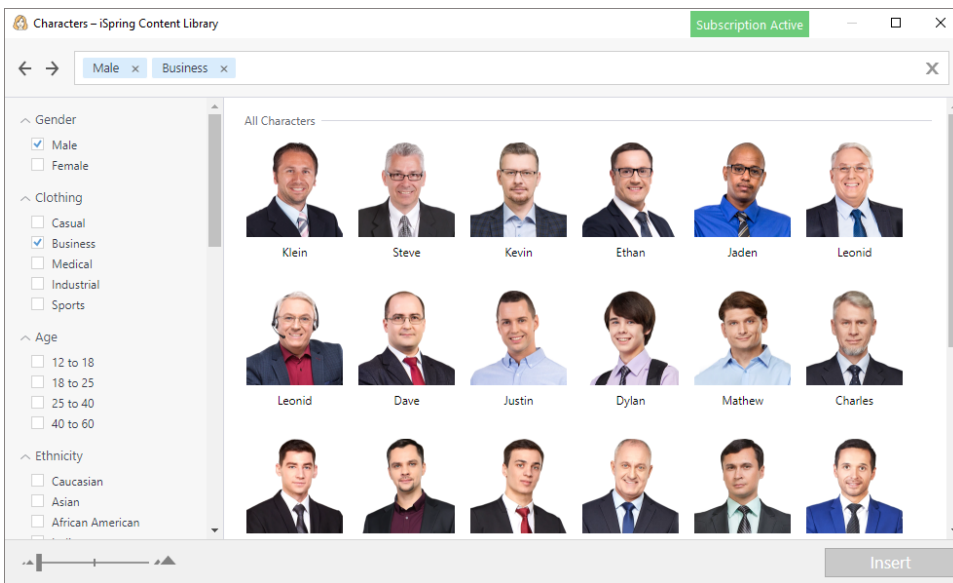 Characters – iSpring Content Library
Subscription Active
Male × Business ×
X
Gender
Male
Female
Clothing
Casual
Business
Medical
Industrial
Sports
Age
12 to 18
18 to 25
25 to 40
40 to 60
Ethnicity
Caucasian
Asian
African American
All Characters
Klein Steve Kevin Ethan Jaden Leonid
Leonid Dave Justin Dylan Mathew Charles
Insert